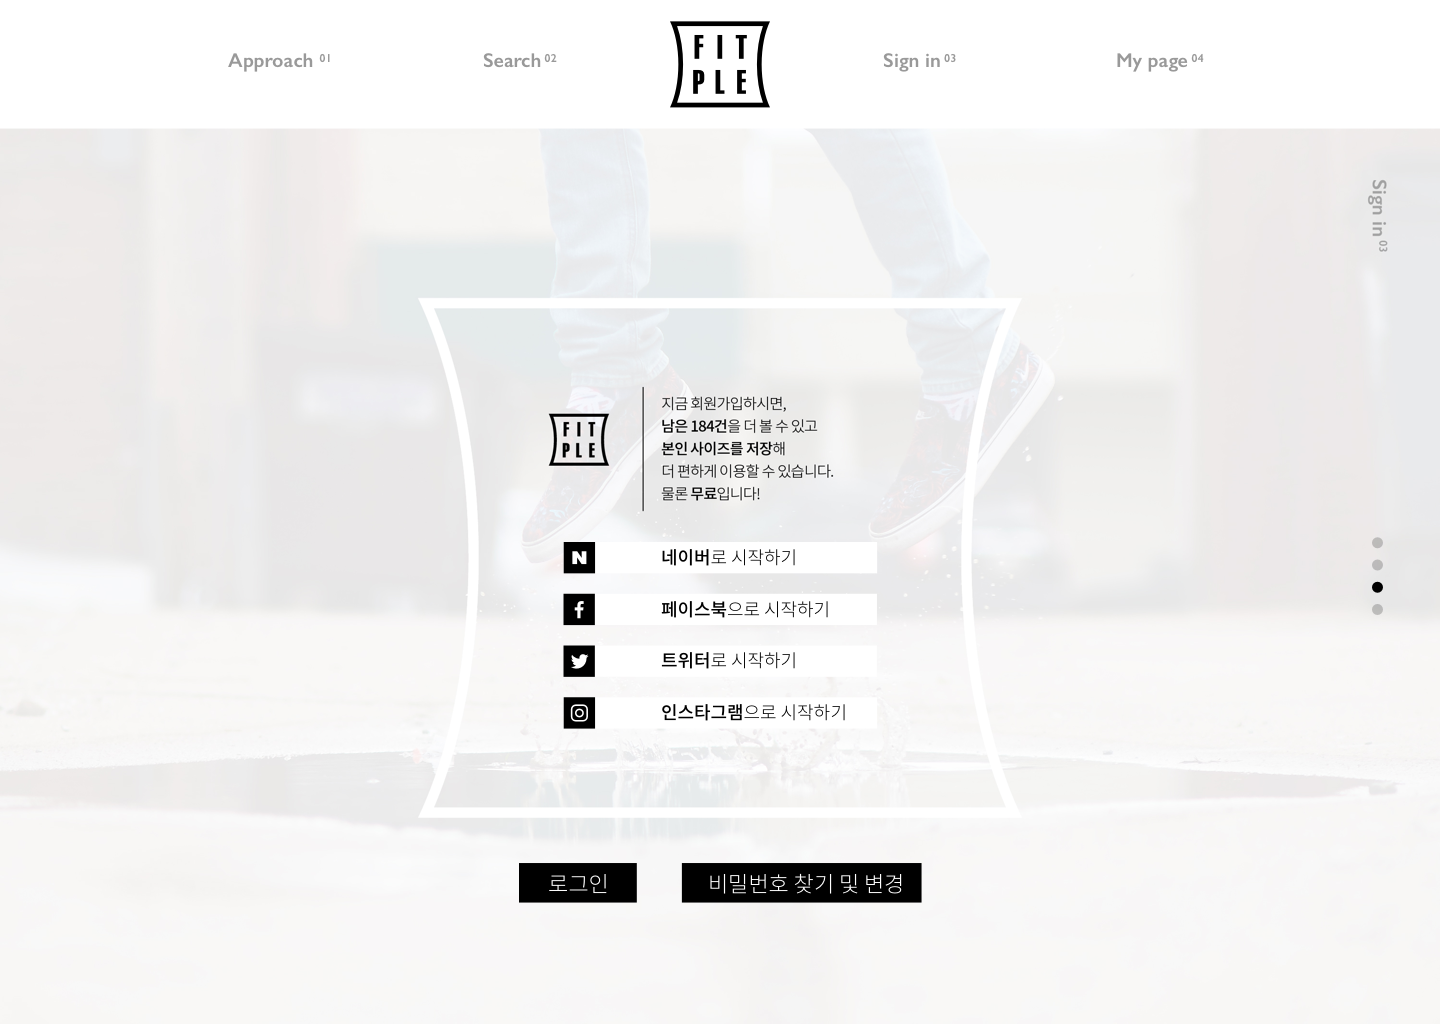 Approach 01
Search 02
FIT
PLE
Sign in 03
My page 04
Sign in 03
FIT
PLE
지금 회원가입하시면,
남은 184건을 더 볼 수 있고
본인 사이즈를 저장해
더 편하게 이용할 수 있습니다.
물론 무료입니다!
N 네이버로 시작하기
f 페이스북으로 시작하기
트위터로 시작하기
인스타그램으로 시작하기
로그인
비밀번호 찾기 및 변경